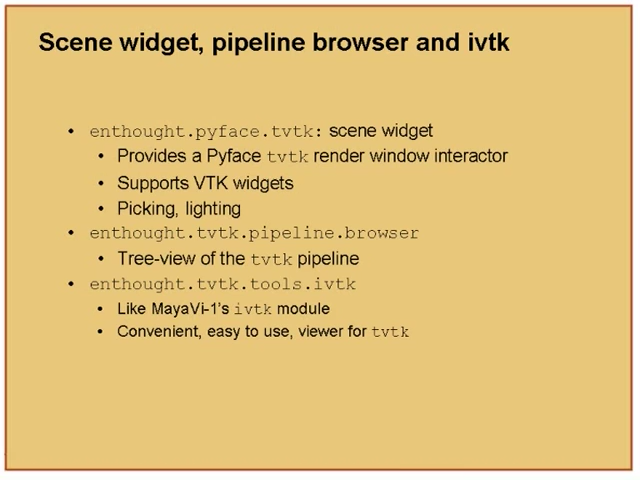 Scene widget, pipeline browser and ivtk
• enthought.pyface.tvtk: scene widget
• Provides a Pyface tvtk render window interactor
• Supports VTK widgets
• Picking, lighting
• enthought.tvtk.pipeline.browser
• Tree-view of the tvtk pipeline
• enthought.tvtk.tools.ivtk
• Like MayaVi-1's ivtk module
• Convenient, easy to use, viewer for tvtk